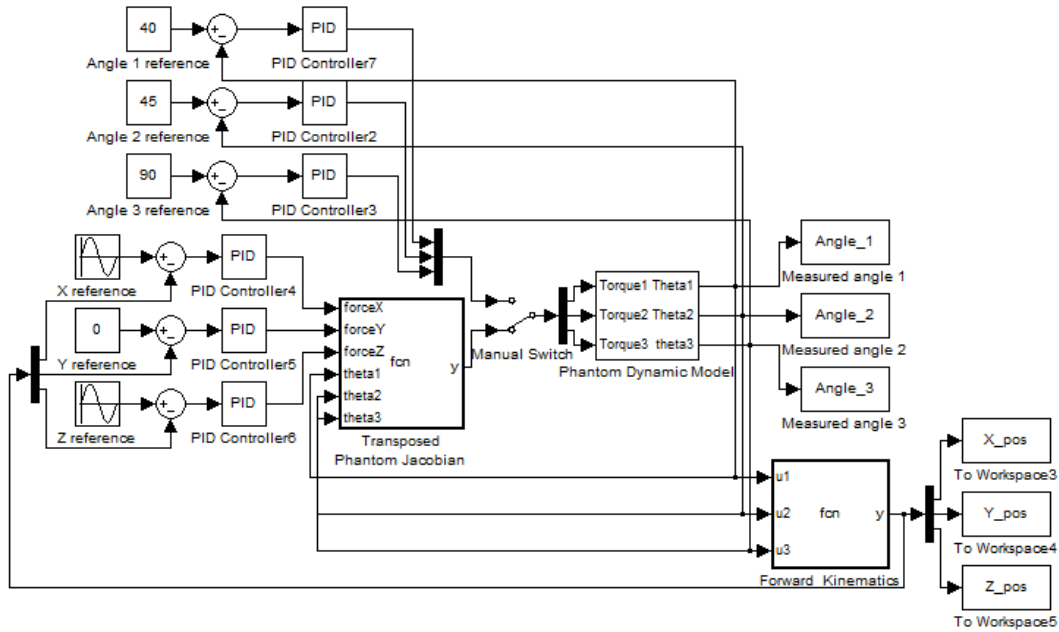 40
+
−
PID
Angle 1 reference
PID Controller7
45
+
−
PID
Angle 2 reference
PID Controller2
90
+
−
PID
Angle 3 reference
PID Controller3
X reference
+
−
PID
PID Controller4
0
Y reference
+
−
PID
PID Controller5
Z reference
+
−
PID
PID Controller6
forceX
forceY
forceZ
theta1
theta2
theta3
fcn
y
Transposed
Phantom Jacobian
Manual Switch
Torque1 Theta1
Torque2 Theta2
Torque3 theta3
Phantom Dynamic Model
Angle_1
Measured angle 1
Angle_2
Measured angle 2
Angle_3
Measured angle 3
u1
u2
u3
fcn
y
Forward Kinematics
X_pos
To Workspace3
Y_pos
To Workspace4
Z_pos
To Workspace5